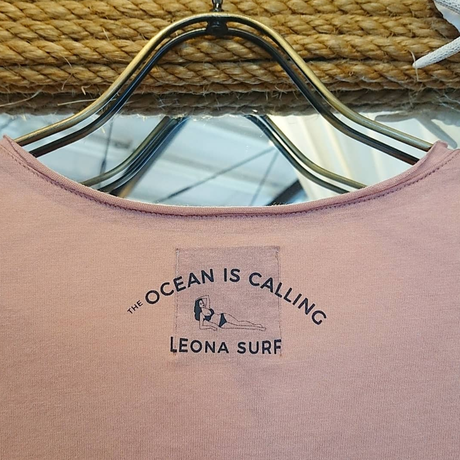 THE OCEAN IS CALLING
LEONA SURF